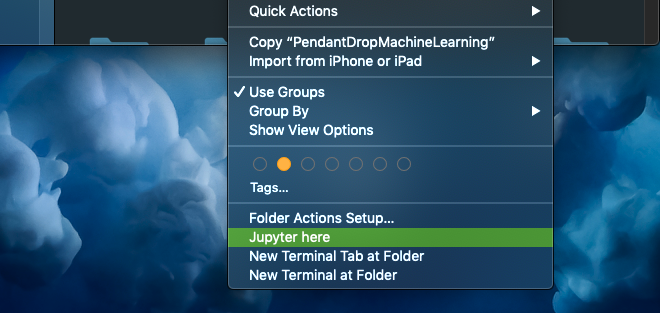 Quick Actions
Copy “PendantDropMachineLearning”
Import from iPhone or iPad
Use Groups
Group By
Show View Options
Tags...
Folder Actions Setup...
Jupyter here
New Terminal Tab at Folder
New Terminal at Folder